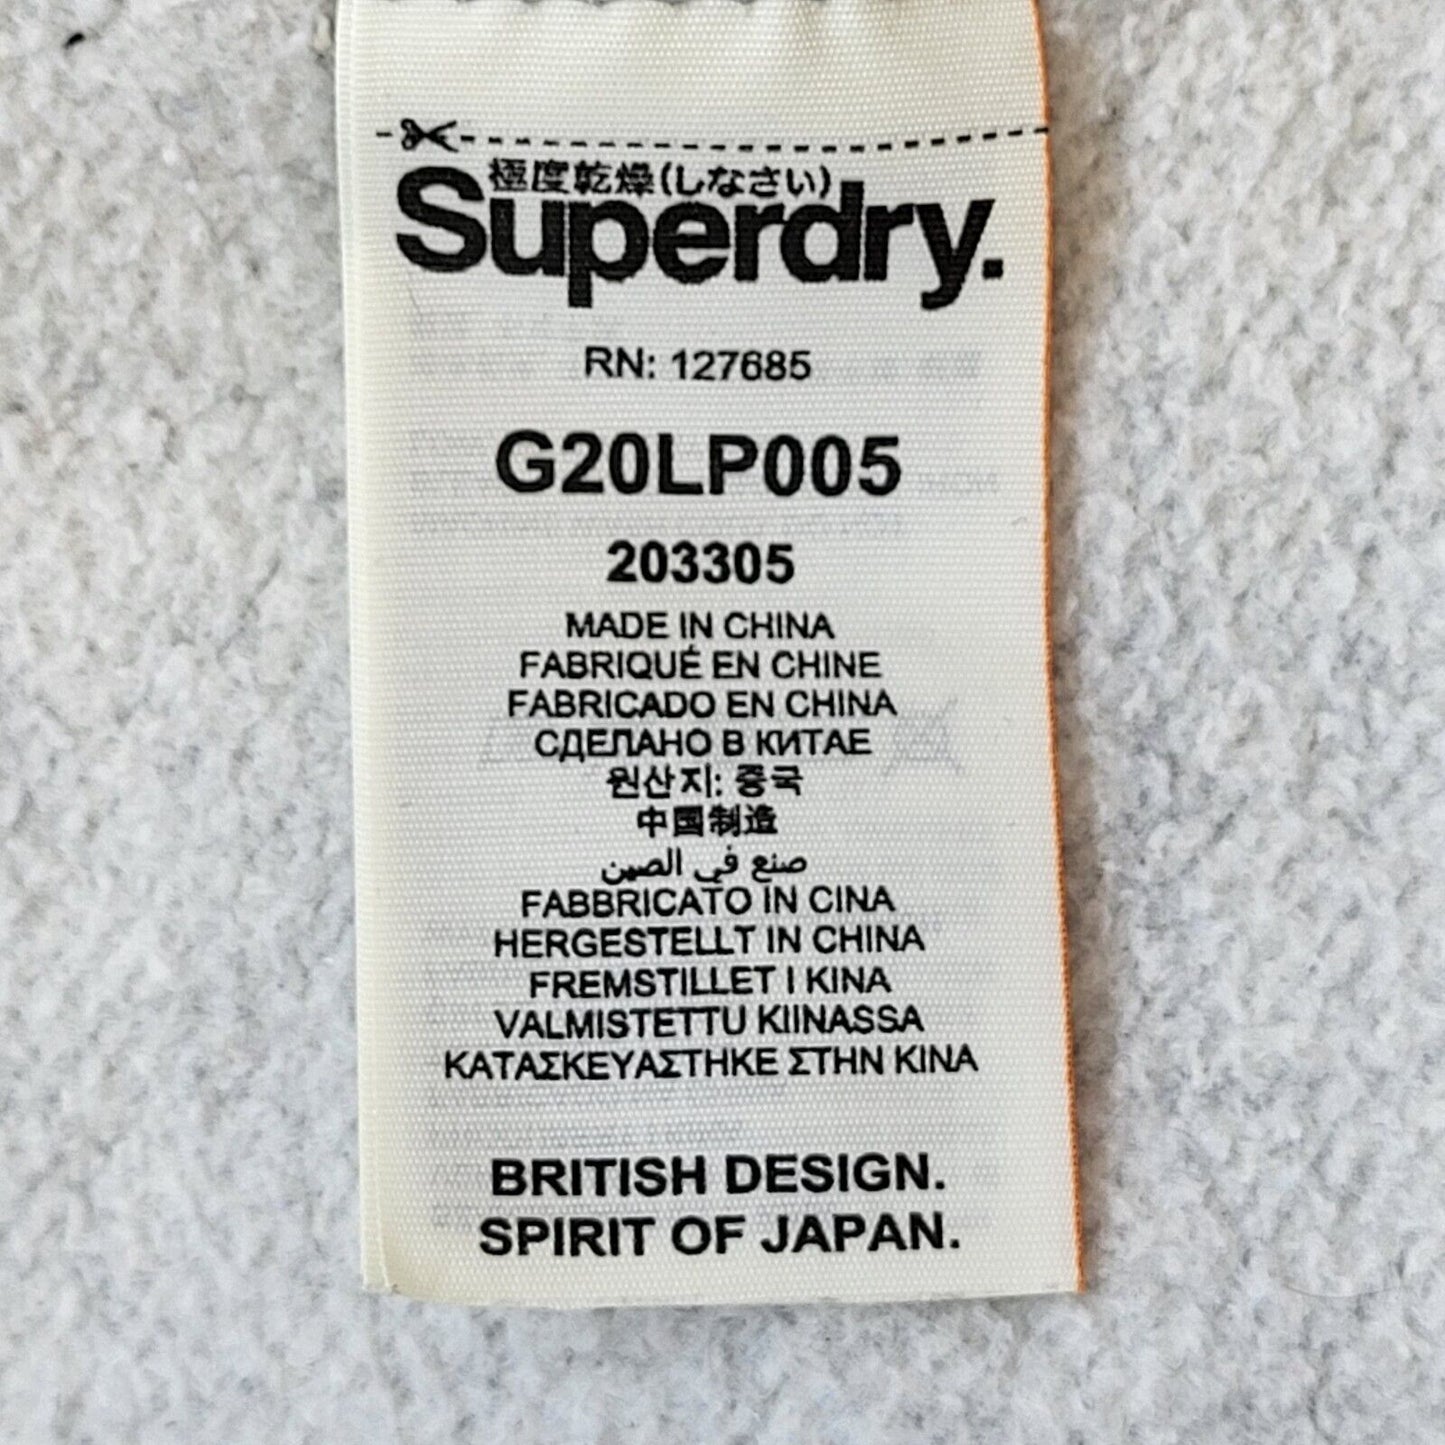 極度乾燥(しなさい)
Superdry.
RN: 127685
G20LP005
203305
MADE IN CHINA
FABRIQUÉ EN CHINE
FABRICADO EN CHINA
СДЕЛАНО В КИТАЕ
원산지: 중국
中国制造
صنع في الصين
FABBRICATO IN CINA
HERGESTELLT IN CHINA
FREMSTILLET I KINA
VALMISTETTU KIINASSA
ΚΑΤΑΣΚΕΥΑΣΤΗΚΕ ΣΤΗΝ ΚΙΝΑ
BRITISH DESIGN.
SPIRIT OF JAPAN.